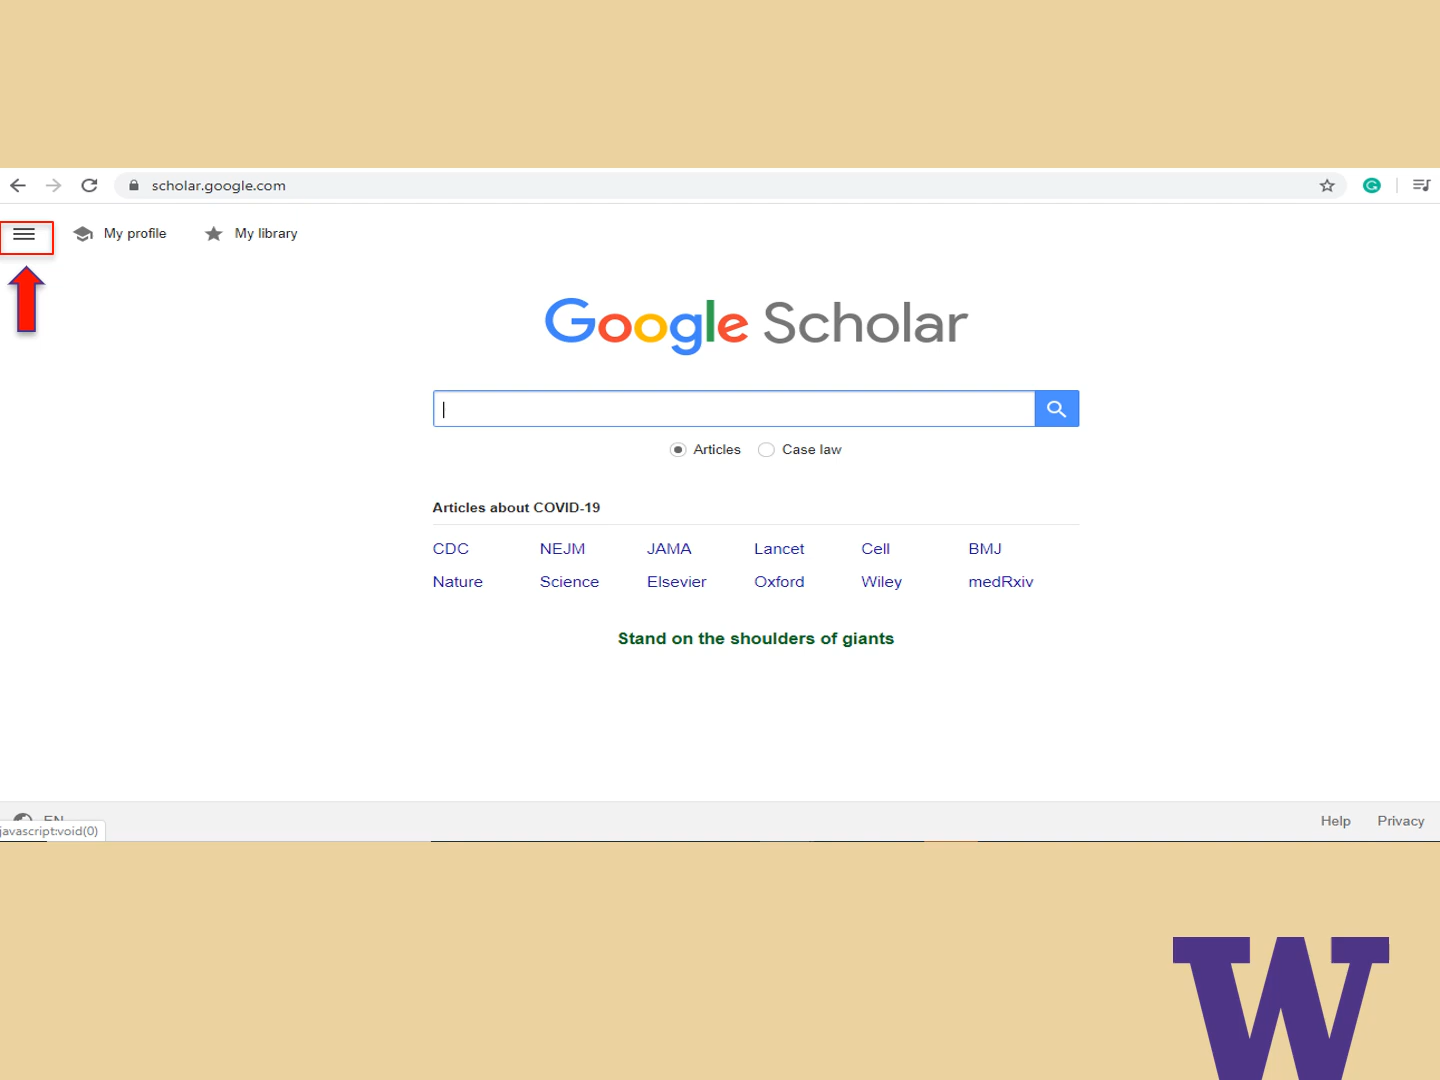 scholar.google.com
My profile
My library
Google Scholar
Articles
Case law
Articles about COVID-19
CDC NEJM JAMA Lancet Cell BMJ
Nature Science Elsevier Oxford Wiley medRxiv
Stand on the shoulders of giants
EN
javascript:void(0)
Help
Privacy
W